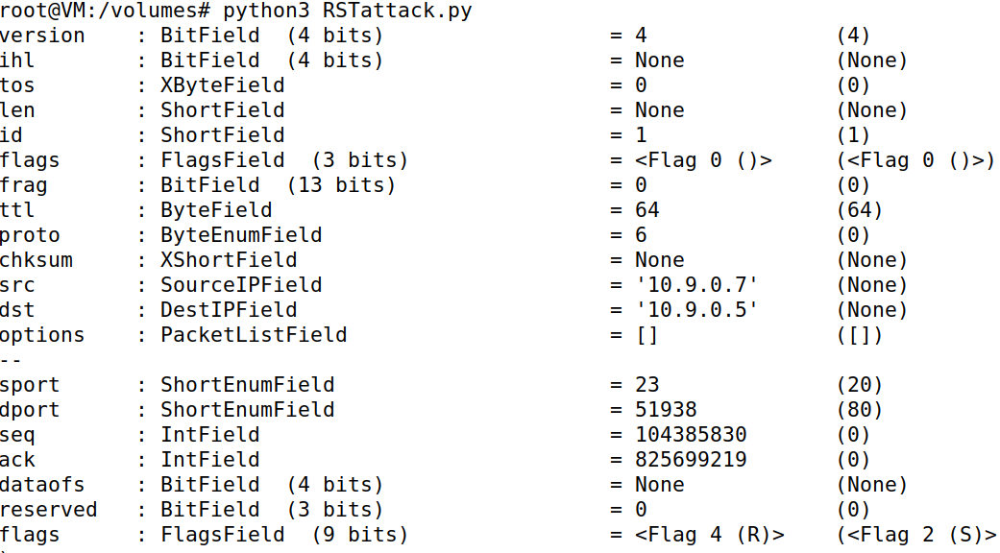 root@VM:/volumes# python3 RSTattack.py
version    : BitField  (4 bits)                  = 4               (4)
ihl        : BitField  (4 bits)                  = None            (None)
tos        : XByteField                          = 0               (0)
len        : ShortField                          = None            (None)
id         : ShortField                          = 1               (1)
flags      : FlagsField  (3 bits)                = <Flag 0 ()>     (<Flag 0 ()>)
frag       : BitField  (13 bits)                 = 0               (0)
ttl        : ByteField                           = 64              (64)
proto      : ByteEnumField                       = 6               (0)
chksum     : XShortField                         = None            (None)
src        : SourceIPField                       = '10.9.0.7'      (None)
dst        : DestIPField                         = '10.9.0.5'      (None)
options    : PacketListField                     = []              ([])
--
sport      : ShortEnumField                      = 23              (20)
dport      : ShortEnumField                      = 51938           (80)
seq        : IntField                            = 104385830       (0)
ack        : IntField                            = 825699219       (0)
dataofs    : BitField  (4 bits)                  = None            (None)
reserved   : BitField  (3 bits)                  = 0               (0)
flags      : FlagsField  (9 bits)                = <Flag 4 (R)>    (<Flag 2 (S)>